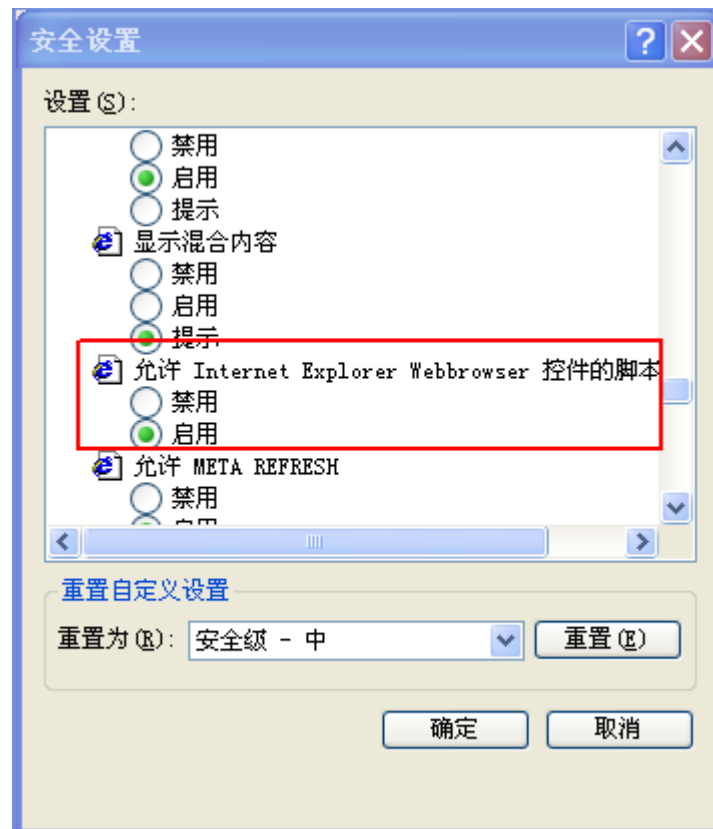 安全设置
设置(S):
禁用
启用
提示
显示混合内容
禁用
启用
提示
允许 Internet Explorer Webbrowser 控件的脚本
禁用
启用
允许 META REFRESH
禁用
启用
重置自定义设置
重置为(R): 安全级 - 中 重置(E)
确定 取消